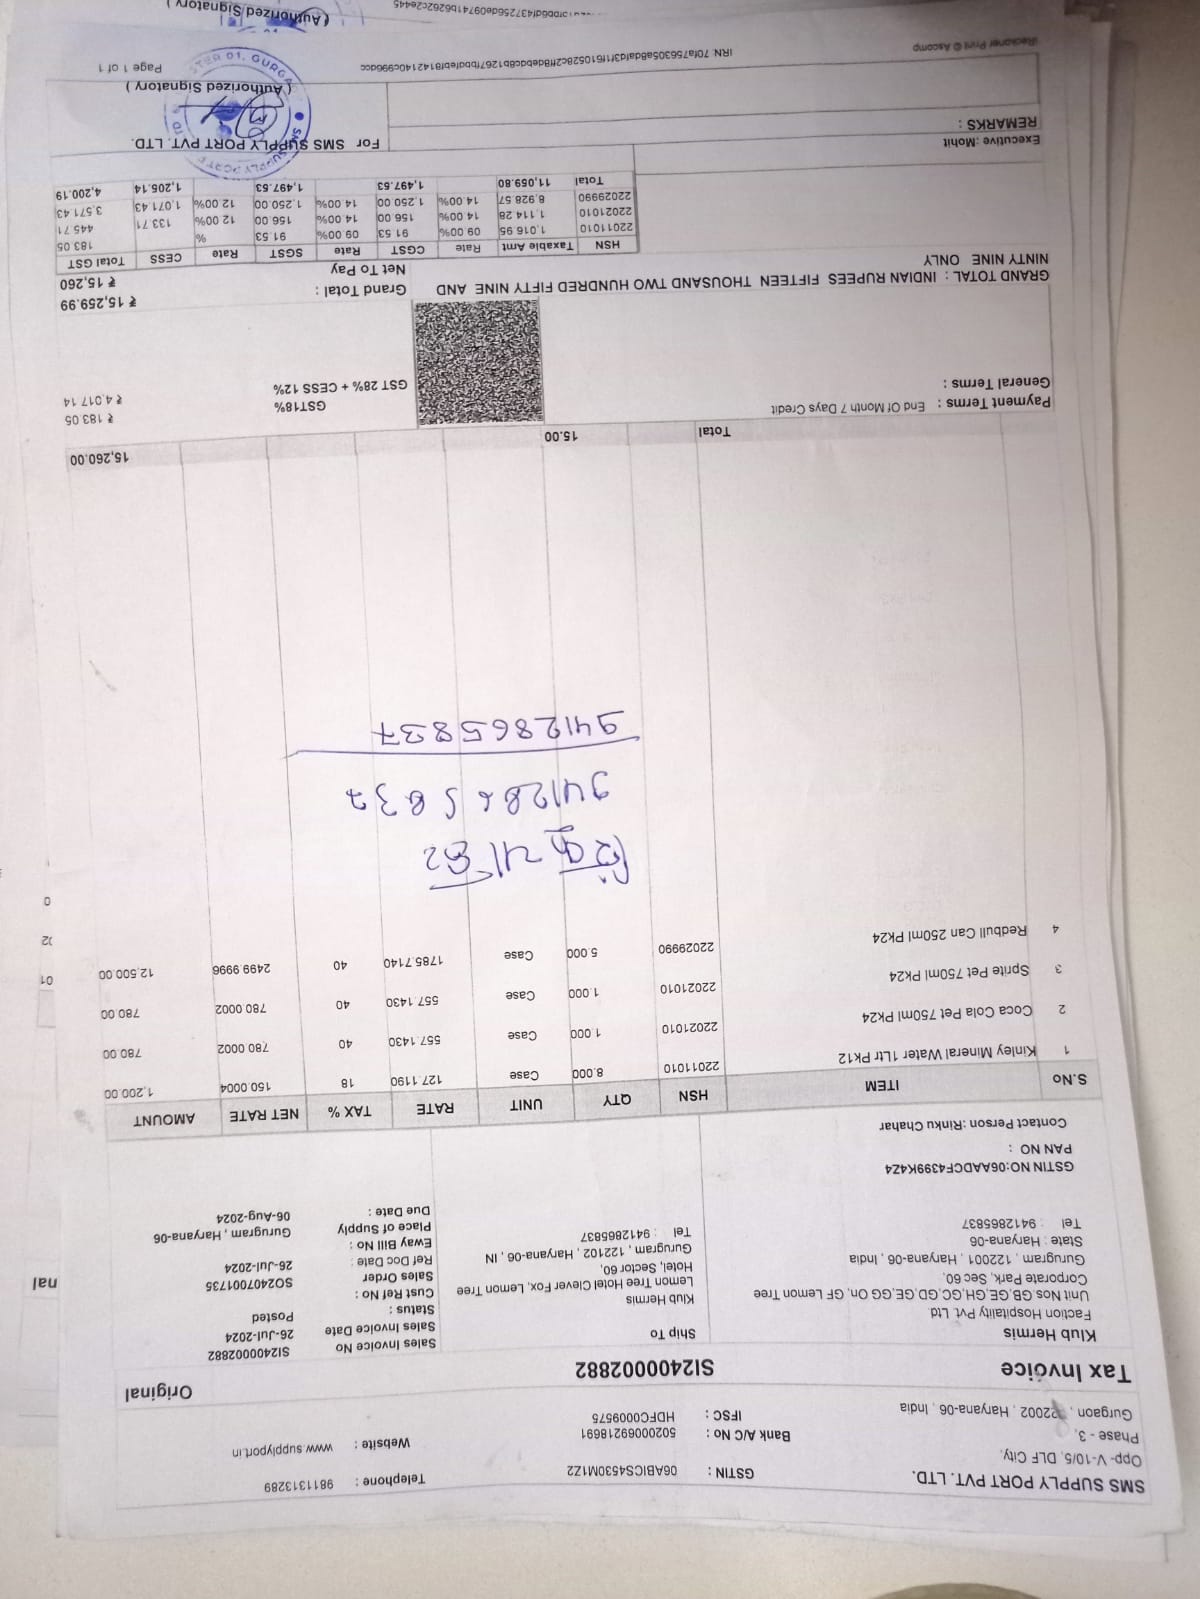 SMS SUPPLY PORT PVT. LTD.
Opp- V-10/5, DLF City,
Phase - 3,
Gurgaon , 122002 , Haryana-06 , India
GSTIN : 06ABICS4530M1Z2
Bank A/C No : 50200069218691
IFSC : HDFC0009575
Telephone : 9811313289
Website : www.supplyport.in
Tax Invoice SI2400002882 Original
Klub Hermis
Faction Hospitality Pvt. Ltd
Unit Nos GB,GE,GH,GC,GD,GE,GG On, GF Lemon Tree
Corporate Park, Sec 60,
Gurugram , 122001 , Haryana-06 , India
State : Haryana-06
Tel : 9412865837
GSTIN NO:06AADCF4399K4Z4
PAN NO :
Contact Person :Rinku Chahar
Ship To
Klub Hermis
Lemon Tree Hotel Clever Fox, Lemon Tree
Hotel, Sector 60,
Gurugram , 122102 , Haryana-06 , IN
Tel : 9412865837
Sales Invoice No SI2400002882
Sales Invoice Date 26-Jul-2024
Status : Posted
Cust Ref No :
Sales Order SO2407001735
Ref Doc Date : 26-Jul-2024
Eway Bill No :
Place of Supply Gurugram , Haryana-06
Due Date : 06-Aug-2024
S.No ITEM HSN QTY UNIT RATE TAX % NET RATE AMOUNT
1 Kinley Mineral Water 1Ltr Pk12 22011010 8.000 Case 127.1190 18 150.0004 1,200.00
2 Coca Cola Pet 750ml Pk24 22021010 1.000 Case 557.1430 40 780.0002 780.00
3 Sprite Pet 750ml Pk24 22021010 1.000 Case 557.1430 40 780.0002 780.00
4 Redbull Can 250ml Pk24 22029990 5.000 Case 1785.7140 40 2499.9996 12,500.00
9412865837
9412865837
Total 15.00 15,260.00
Payment Terms : End Of Month 7 Days Credit
General Terms :
GST18% ₹ 183.05
GST 28% + CESS 12% ₹ 4,017.14
GRAND TOTAL : INDIAN RUPEES FIFTEEN THOUSAND TWO HUNDRED FIFTY NINE AND
NINTY NINE ONLY
Grand Total : ₹ 15,259.99
Net To Pay ₹ 15,260
HSN Taxable Amt Rate CGST Rate SGST Rate CESS Total GST
22011010 1,016.95 09.00% 91.53 09.00% 91.53 % 183.05
22021010 1,114.28 14.00% 156.00 14.00% 156.00 12.00% 133.71 445.71
22029990 8,928.57 14.00% 1,250.00 14.00% 1,250.00 12.00% 1,071.43 3,571.43
Total 11,059.80 1,497.53 1,497.53 1,205.14 4,200.19
Executive :Mohit
REMARKS :
For SMS SUPPLY PORT PVT. LTD.
( Authorized Signatory )
Page 1 of 1
( Authorized Signatory )